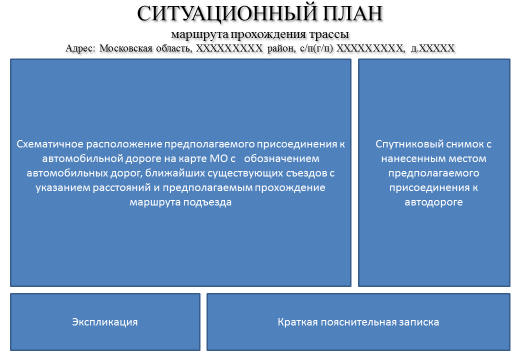 СИТУАЦИОННЫЙ ПЛАН
маршрута прохождения трассы
Адрес: Московская область, ХХХХХХХХХ район, с/п(г/п) ХХХХХХХХХ, д.ХХХХХ
Схематичное расположение предполагаемого присоединения к
автомобильной дороге на карте МО с обозначением
автомобильных дорог, ближайших существующих съездов с
указанием расстояний и предполагаемым прохождение
маршрута подъезда
Спутниковый снимок с
нанесенным местом
предполагаемого
присоединения к
автодороге
Экспликация
Краткая пояснительная записка